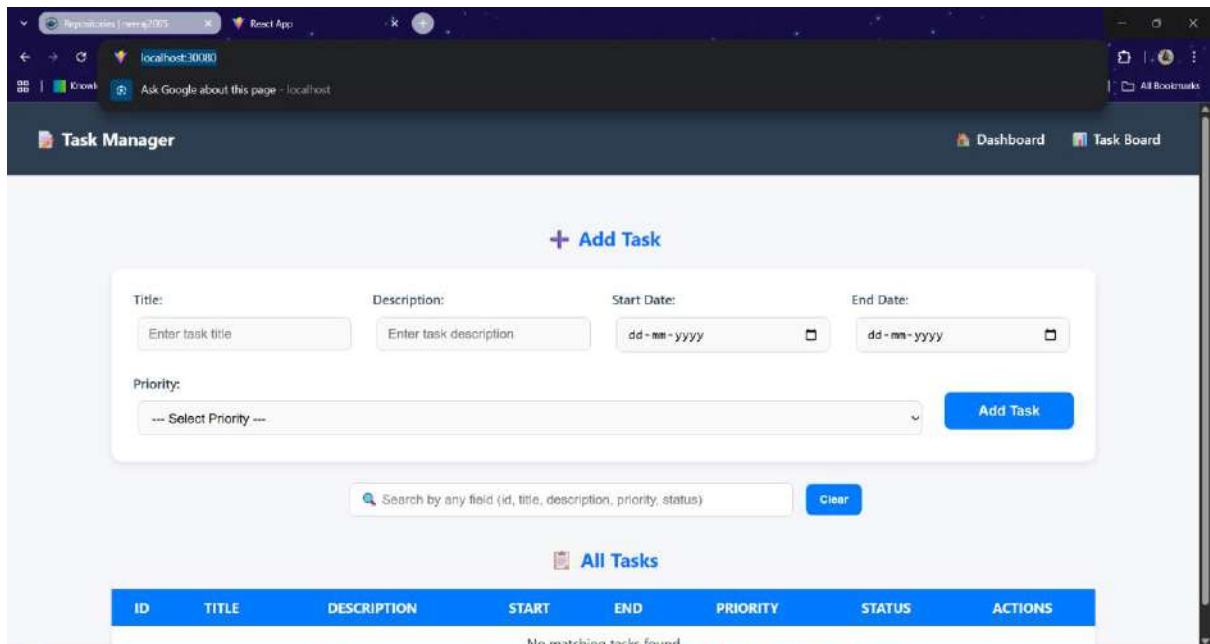 React App
localhost:30080
Ask Google about this page - localhost
All Bookmarks
Task Manager
Dashboard
Task Board
Add Task
Title:
Description:
Start Date:
End Date:
Enter task title
Enter task description
dd-mm-yyyy
dd-mm-yyyy
Priority:
--- Select Priority ---
Add Task
Search by any field (id, title, description, priority, status)
Clear
All Tasks
ID TITLE DESCRIPTION START END PRIORITY STATUS ACTIONS
No matching tasks found